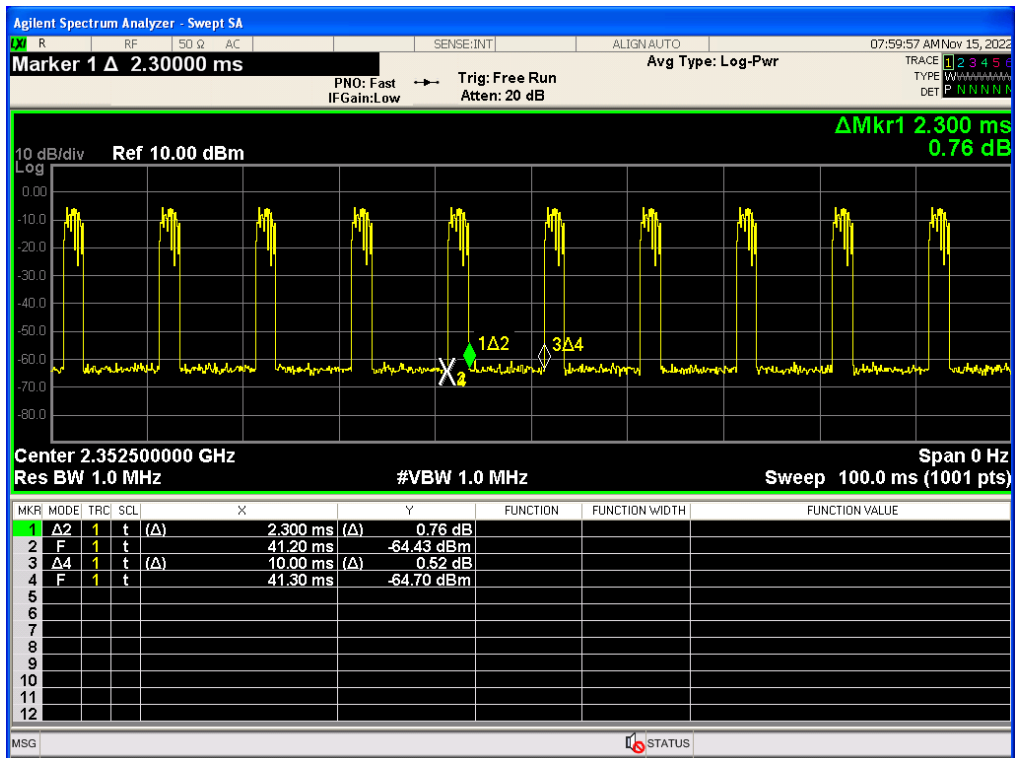 Agilent Spectrum Analyzer - Swept SA
LXI R RF 50 Ω AC SENSE:INT ALIGN AUTO 07:59:57 AM Nov 15, 2022
Marker 1 Δ 2.30000 ms
PNO: Fast
IFGain:Low
Trig: Free Run
Atten: 20 dB
Avg Type: Log-Pwr
TRACE 1 2 3 4 5 6
TYPE W
DET P N N N N N
ΔMkr1 2.300 ms
0.76 dB
10 dB/div Ref 10.00 dBm
Log
0.00
-10.0
-20.0
-30.0
-40.0
-50.0
-60.0
-70.0
-80.0
1Δ2
3Δ4
X
Center 2.352500000 GHz Span 0 Hz
Res BW 1.0 MHz #VBW 1.0 MHz Sweep 100.0 ms (1001 pts)
MKR MODE TRC SCL X Y FUNCTION FUNCTION WIDTH FUNCTION VALUE
1 Δ2 1 t (Δ) 2.300 ms (Δ) 0.76 dB
2 F 1 t 41.20 ms -64.43 dBm
3 Δ4 1 t (Δ) 10.00 ms (Δ) 0.52 dB
4 F 1 t 41.30 ms -64.70 dBm
5
6
7
8
9
10
11
12
MSG STATUS